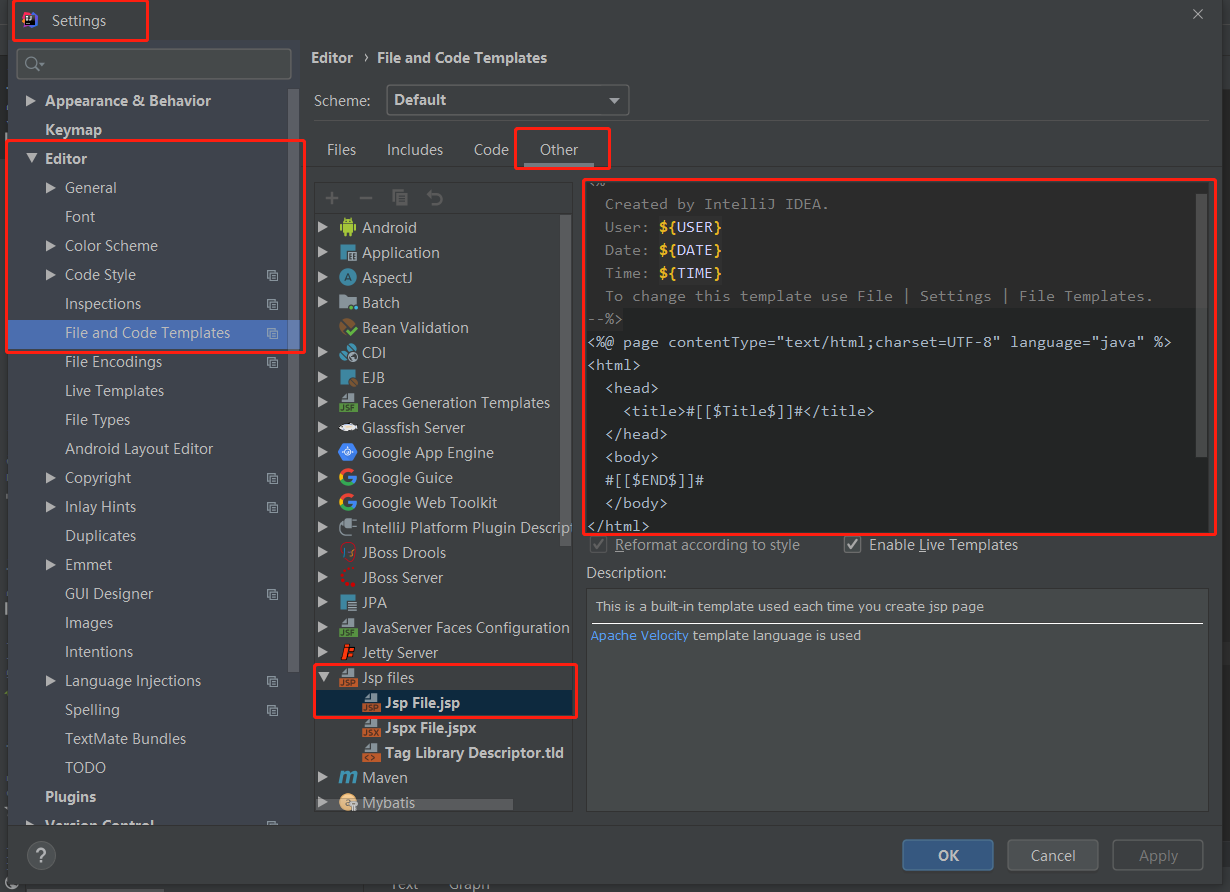 Settings
Appearance & Behavior
Keymap
Editor
General
Font
Color Scheme
Code Style
Inspections
File and Code Templates
File Encodings
Live Templates
File Types
Android Layout Editor
Copyright
Inlay Hints
Duplicates
Emmet
GUI Designer
Images
Intentions
Language Injections
Spelling
TextMate Bundles
TODO
Plugins
Version Control
Editor › File and Code Templates
Scheme: Default
Files Includes Code Other
Android
Application
AspectJ
Batch
Bean Validation
CDI
EJB
Faces Generation Templates
Glassfish Server
Google App Engine
Google Guice
Google Web Toolkit
IntelliJ Platform Plugin Descript
JBoss Drools
JBoss Server
JPA
JavaServer Faces Configuration
Jetty Server
Jsp files
Jsp File.jsp
Jspx File.jspx
Tag Library Descriptor.tld
Maven
Mybatis
Created by IntelliJ IDEA.
User: ${USER}
Date: ${DATE}
Time: ${TIME}
To change this template use File | Settings | File Templates.
--%>
<%@ page contentType="text/html;charset=UTF-8" language="java" %>
<html>
<head>
<title>#[[$Title$]]#</title>
</head>
<body>
#[[$END$]]#
</body>
</html>
Reformat according to style Enable Live Templates
Description:
This is a built-in template used each time you create jsp page
Apache Velocity template language is used
? OK Cancel Apply
Text Graph